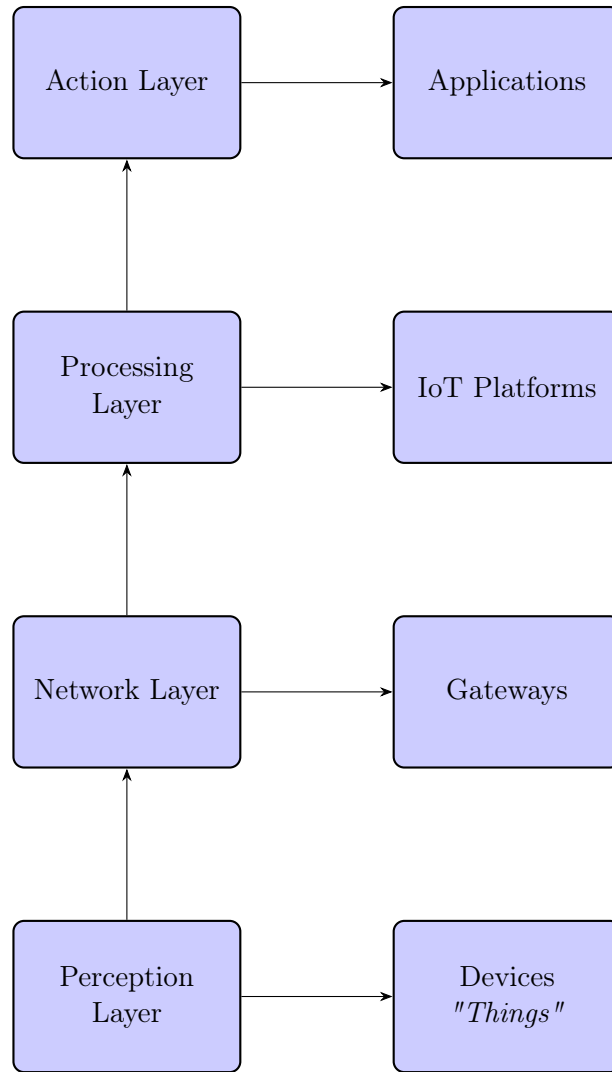 Action Layer
Applications
Processing
Layer
IoT Platforms
Network Layer
Gateways
Perception
Layer
Devices
"Things"